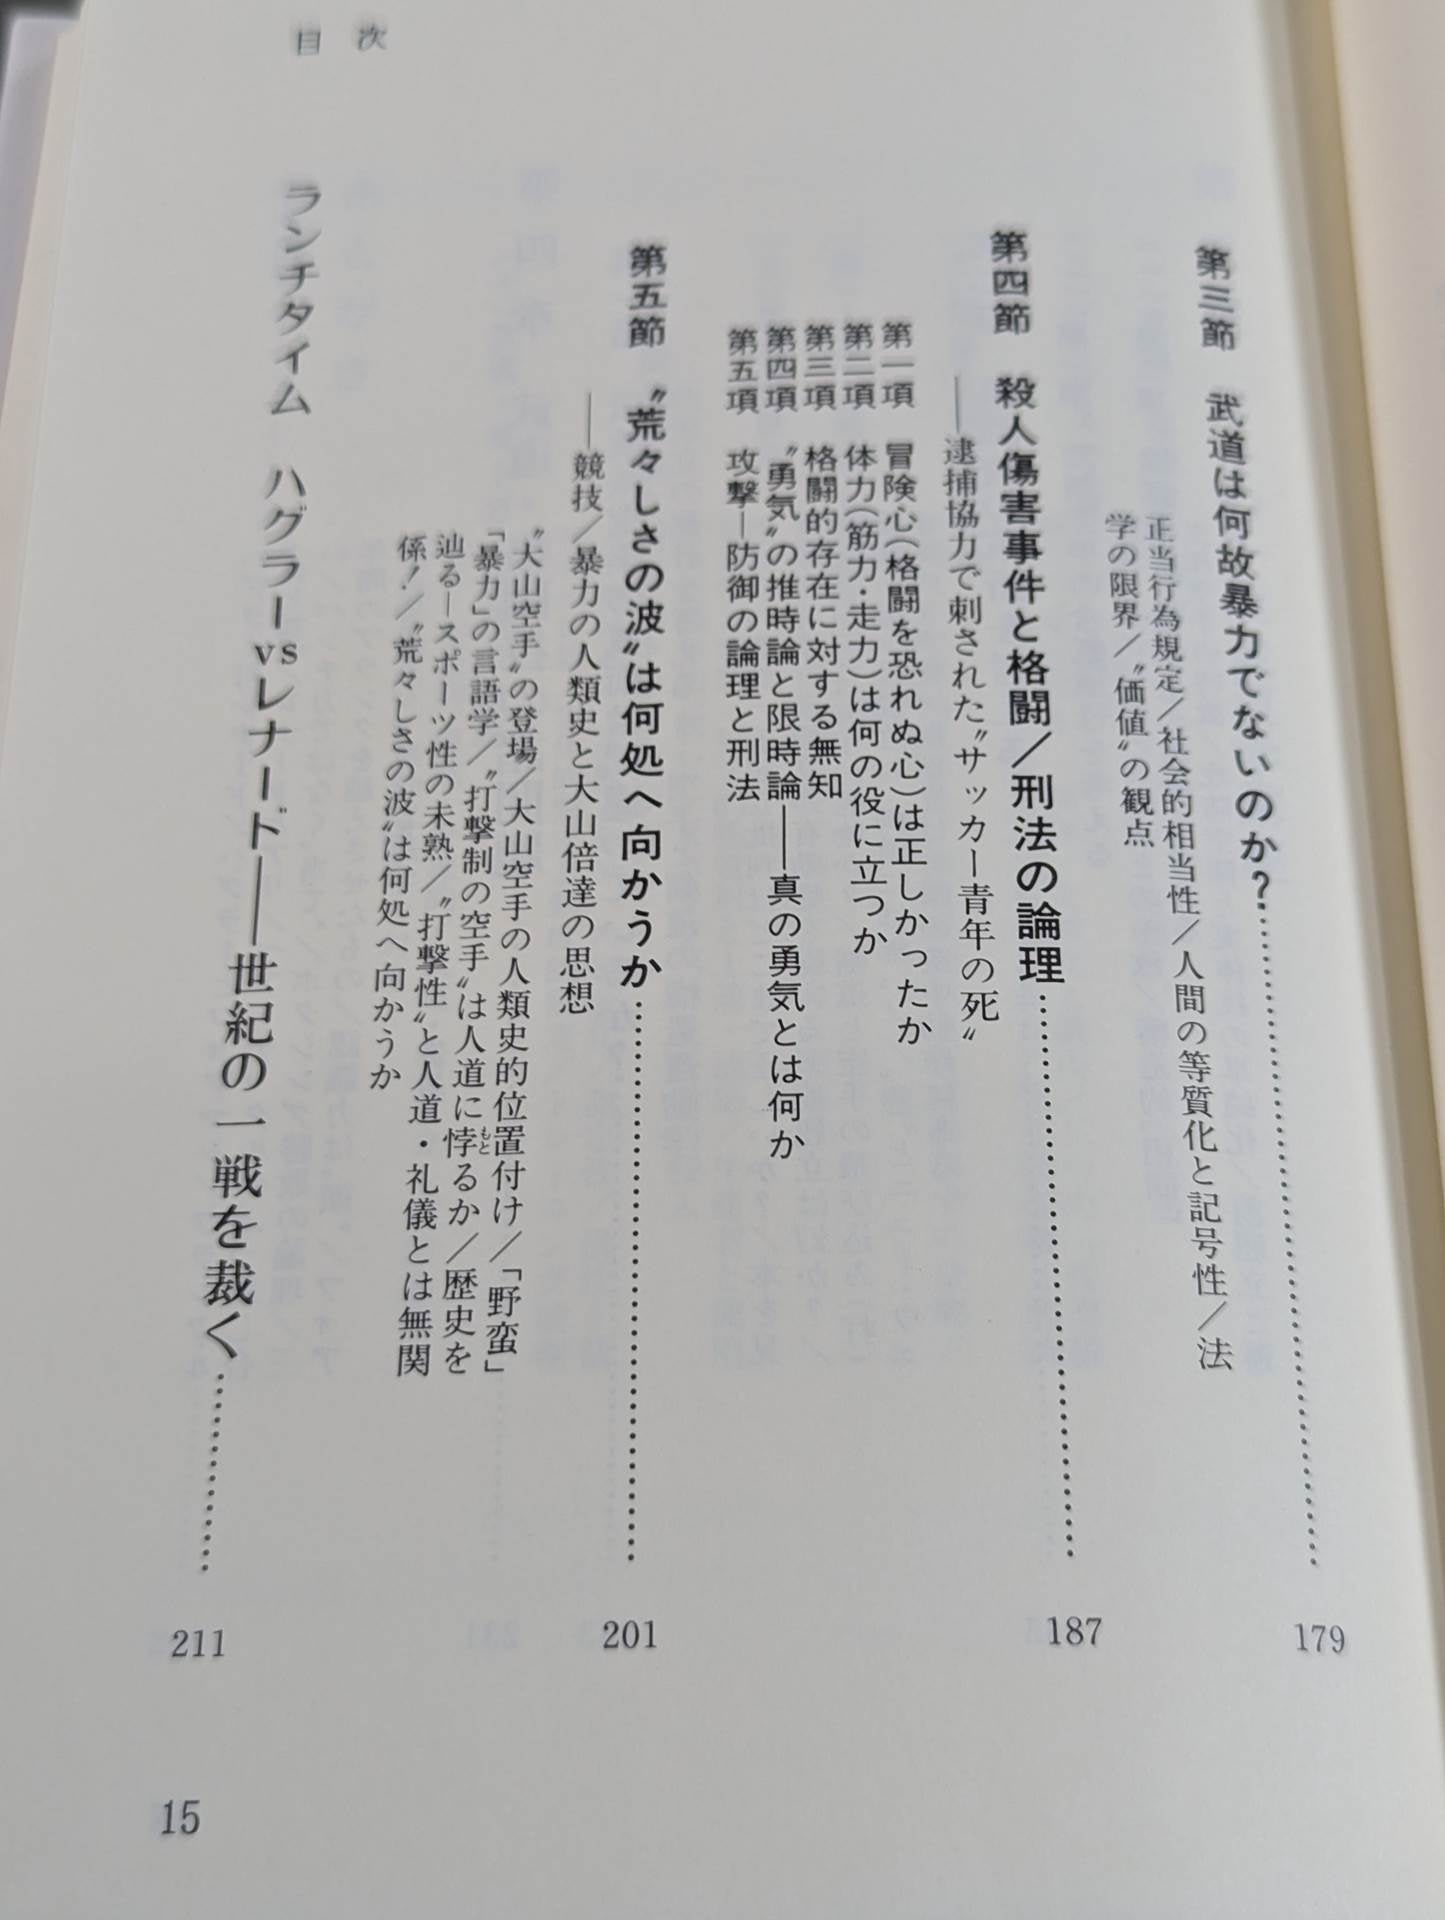 目次
第三節　武道は何故暴力でないのか?……………… 179
正当行為規定／社会的相当性／人間の等質化と記号性／法
学の限界／〝価値〟の観点
第四節　殺人傷害事件と格闘／刑法の論理……………… 187
――逮捕協力で刺された〝サッカー青年の死〟
第一項　冒険心(格闘を恐れぬ心)は正しかったか
第二項　体力(筋力・走力)は何の役に立つか
第三項　格闘的存在に対する無知
第四項　〝勇気〟の推時論と限時論――真の勇気とは何か
第五項　攻撃―防御の論理と刑法
第五節　〝荒々しさの波〟は何処へ向かうか……………… 201
――競技／暴力の人類史と大山倍達の思想
〝大山空手〟の登場／大山空手の人類史的位置付け／「野蛮」
「暴力」の言語学／〝打撃制の空手〟は人道に悖るか／歴史を
もと
辿る―スポーツ性の未熟／〝打撃性〟と人道・礼儀とは無関
係！／〝荒々しさの波〟は何処へ向かうか
ランチタイム　ハグラーvsレナード――世紀の一戦を裁く……………… 211
15